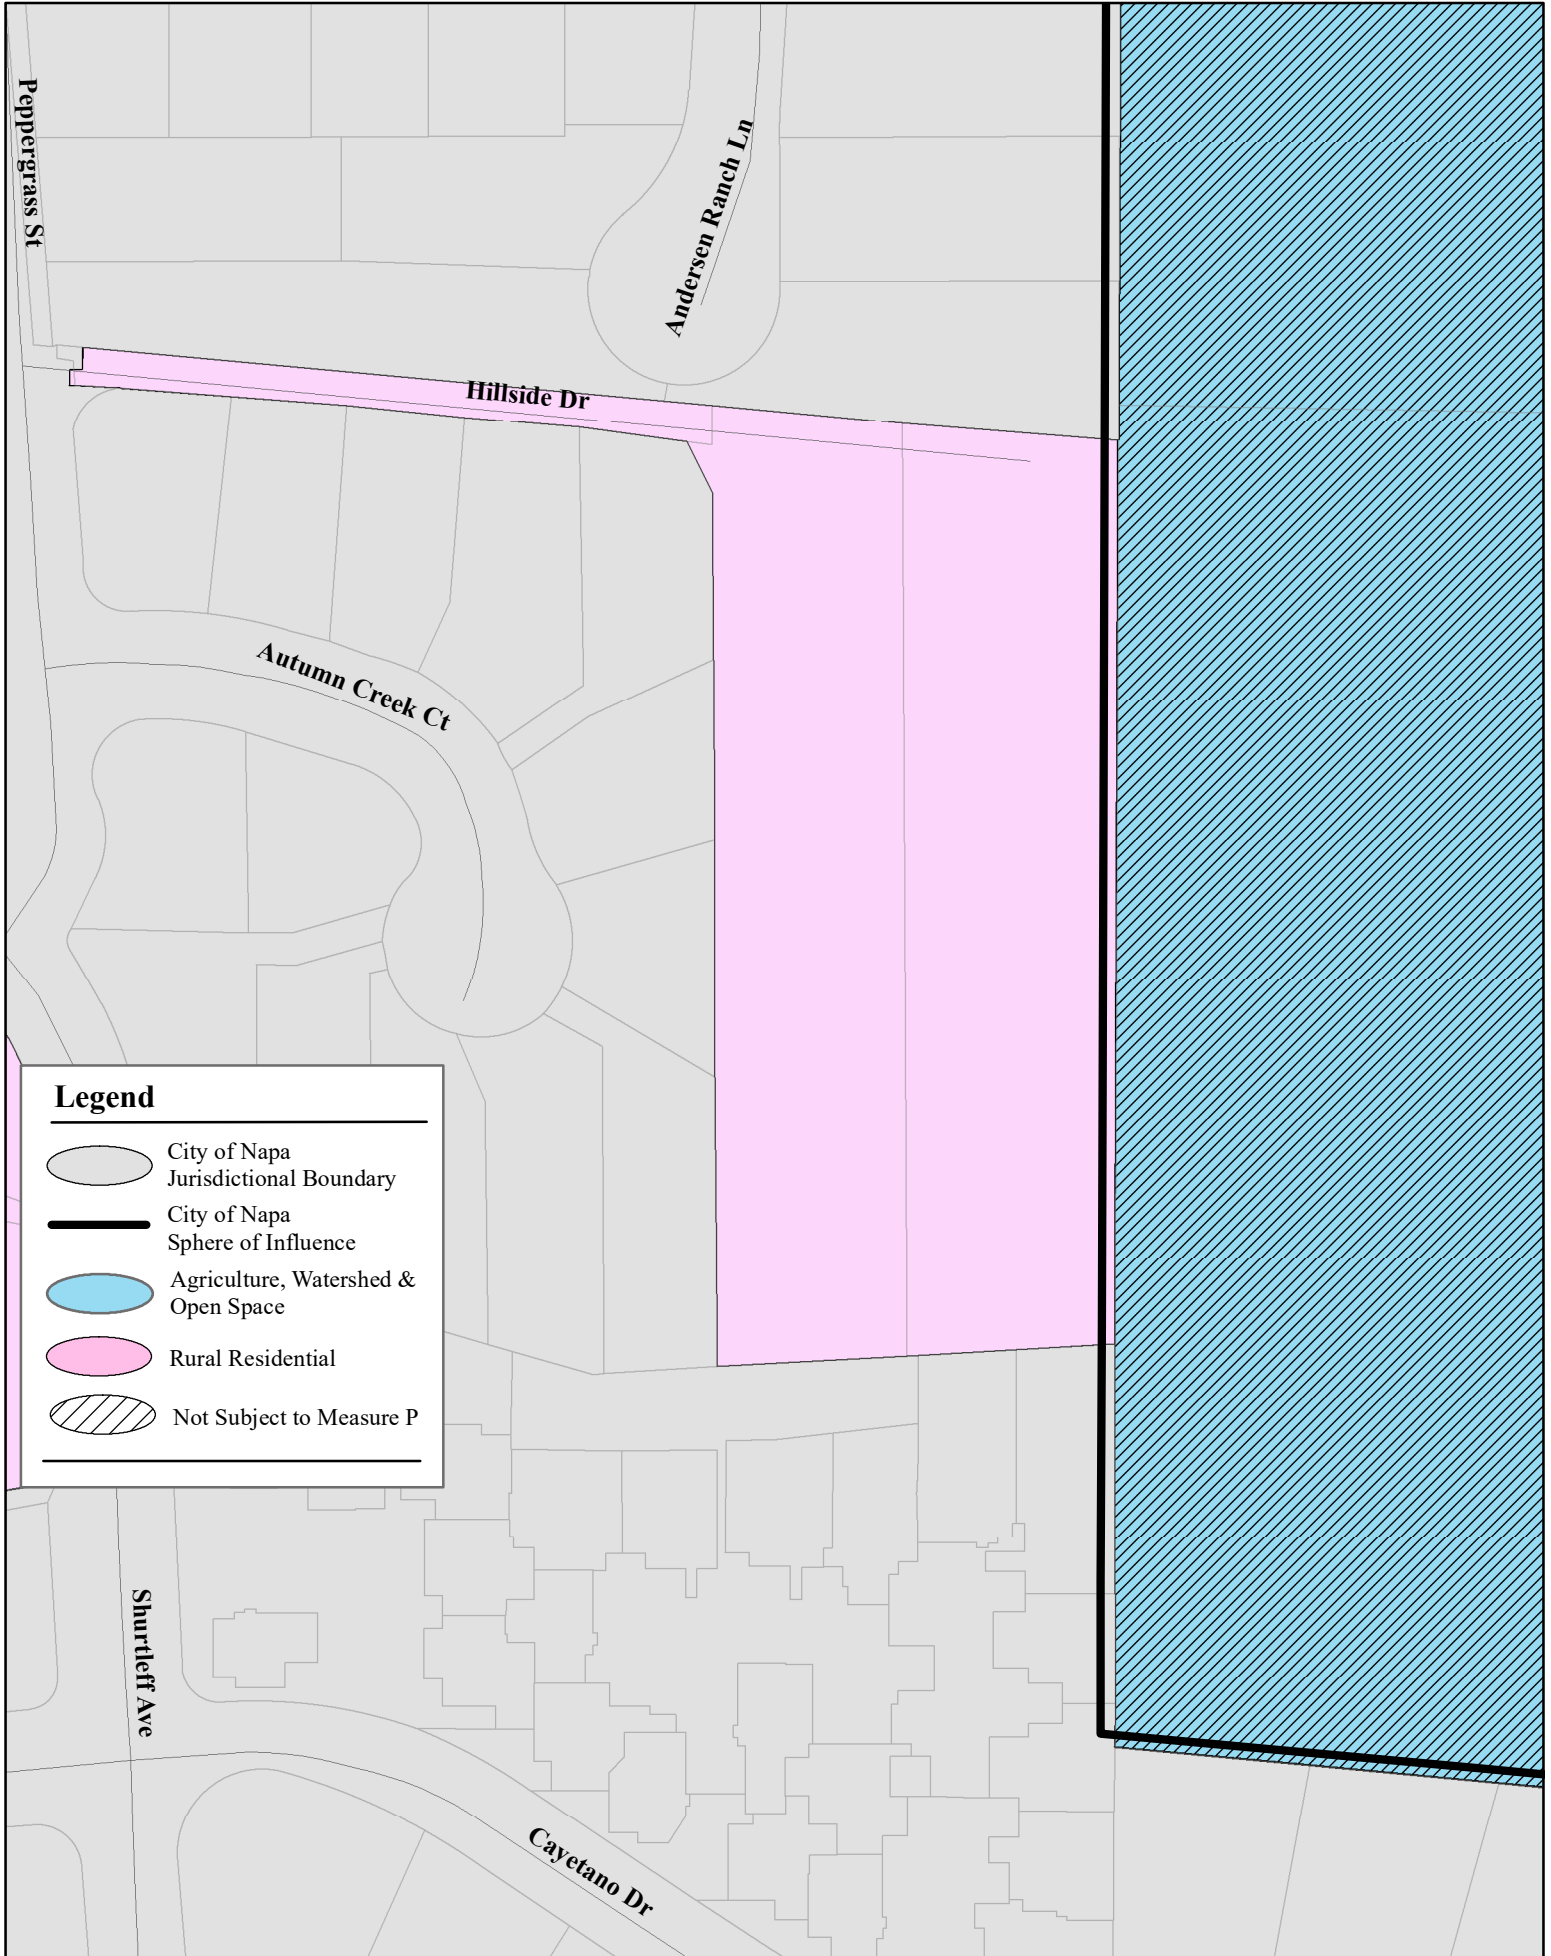 Peppergrass St
Andersen Ranch Ln
Hillside Dr
Autumn Creek Ct
Legend
City of Napa
Jurisdictional Boundary
City of Napa
Sphere of Influence
Agriculture, Watershed &
Open Space
Rural Residential
Not Subject to Measure P
Shurtleff Ave
Cayetano Dr